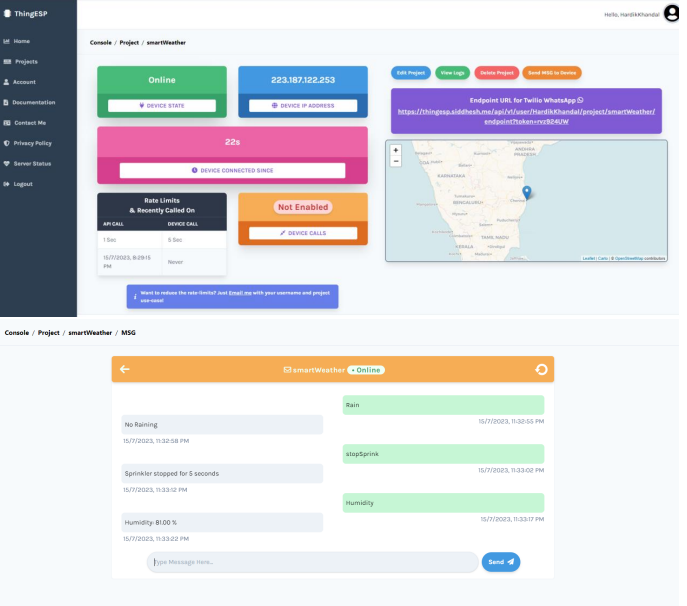 ThingESP
Hello, HardikKhandal
Home
Projects
Account
Documentation
Contact Me
Privacy Policy
Server Status
Logout
Console / Project / smartWeather
Online
DEVICE STATE
223.187.122.253
DEVICE IP ADDRESS
22s
DEVICE CONNECTED SINCE
Rate Limits
& Recently Called On
API CALL DEVICE CALL
1 Sec 5 Sec
15/7/2023, 8:29:15
PM
Never
Not Enabled
DEVICE CALLS
Want to reduce the rate-limits? Just Email me with your username and project
use-case!
Edit Project View Logs Delete Project Send MSG to Device
Endpoint URL for Twilio WhatsApp
https://thingesp.siddhesh.me/api/v1/user/HardikKhandal/project/smartWeather/
endpoint?token=rvz924UW
+
−
ANDHRA
PRADESH
KARNATAKA
BENGALURU
TAMIL NADU
KERALA
Leaflet | Carto | © OpenStreetMap contributors
Console / Project / smartWeather / MSG
smartWeather • Online
Rain
15/7/2023, 11:32:55 PM
No Raining
15/7/2023, 11:32:58 PM
stopSprink
15/7/2023, 11:33:02 PM
Sprinkler stopped for 5 seconds
15/7/2023, 11:33:12 PM
Humidity
15/7/2023, 11:33:17 PM
Humidity: 81.00 %
15/7/2023, 11:33:22 PM
Type Message Here...
Send